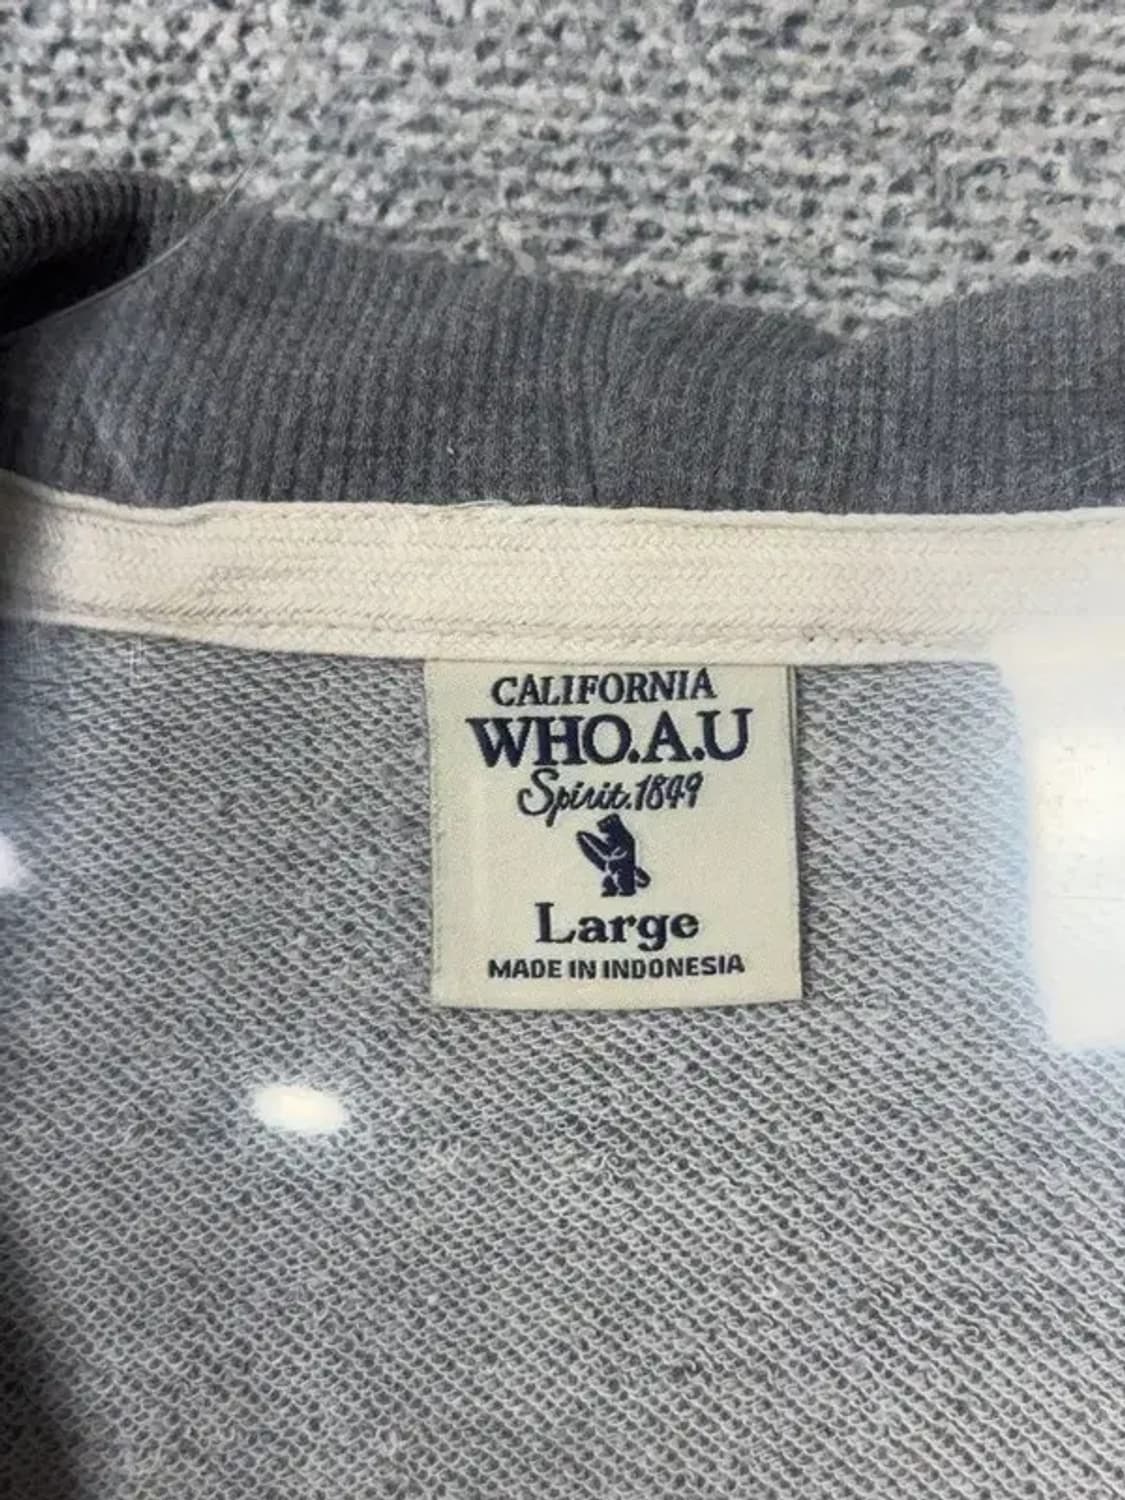 CALIFORNIA
WHO.A.U
Spirit.1849
Large
MADE IN INDONESIA